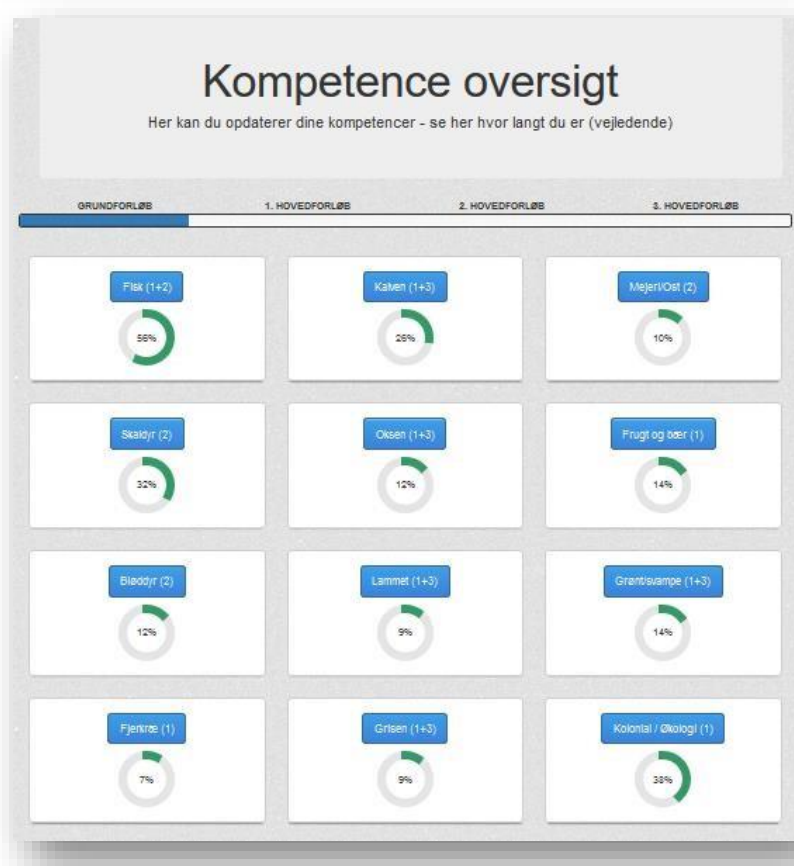 Kompetence oversigt
Her kan du opdaterer dine kompetencer - se her hvor langt du er (vejledende)
GRUNDFORLØB 1. HOVEDFORLØB 2. HOVEDFORLØB 3. HOVEDFORLØB
Fisk (1+2) Kalven (1+3) Mejeri/Ost (2)
56% 26% 10%
Skaldyr (2) Oksen (1+3) Frugt og bær (1)
32% 12% 14%
Bløddyr (2) Lammet (1+3) Grønt/svampe (1+3)
12% 9% 14%
Fjerkræ (1) Grisen (1+3) Kolonial / Økologi (1)
7% 9% 38%